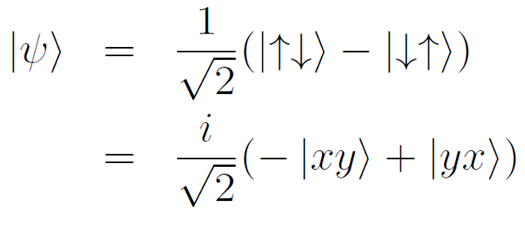 |ψ⟩ = 1/√2 (|↑↓⟩ − |↓↑⟩)
= i/√2 (− |xy⟩ + |yx⟩)